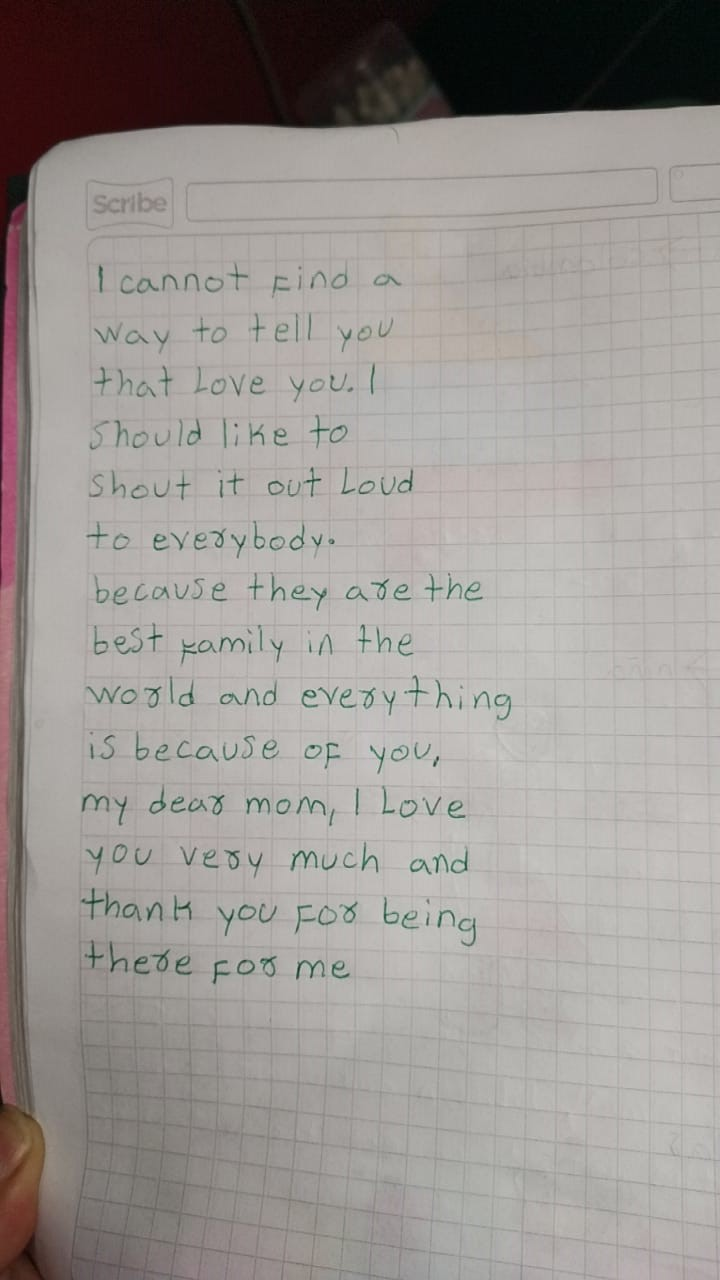 Scribe
I cannot Find a
way to tell you
that Love you. I
Should like to
Shout it out Loud
to everybody.
because they are the
best Family in the
world and everything
is because of you,
my dear mom, I Love
you very much and
thank you For being
there For me